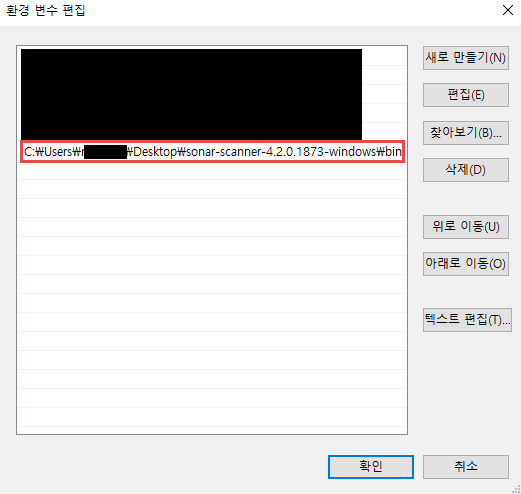 환경 변수 편집
새로 만들기(N)
편집(E)
C:₩Users₩r ₩Desktop₩sonar-scanner-4.2.0.1873-windows₩bin
찾아보기(B)...
삭제(D)
위로 이동(U)
아래로 이동(O)
텍스트 편집(T)...
확인
취소